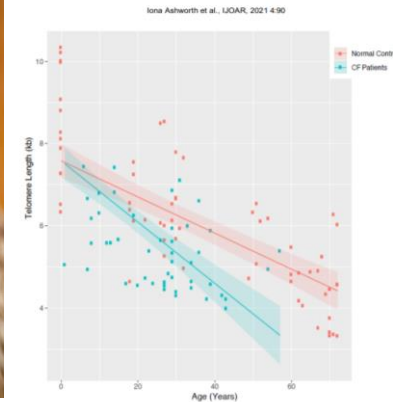 Iona Ashworth et al., IJOAR, 2021 4:90
Normal Contr
CF Patients
Telomere Length (kb)
10-
8-
6-
4-
0
20
40
60
Age (Years)